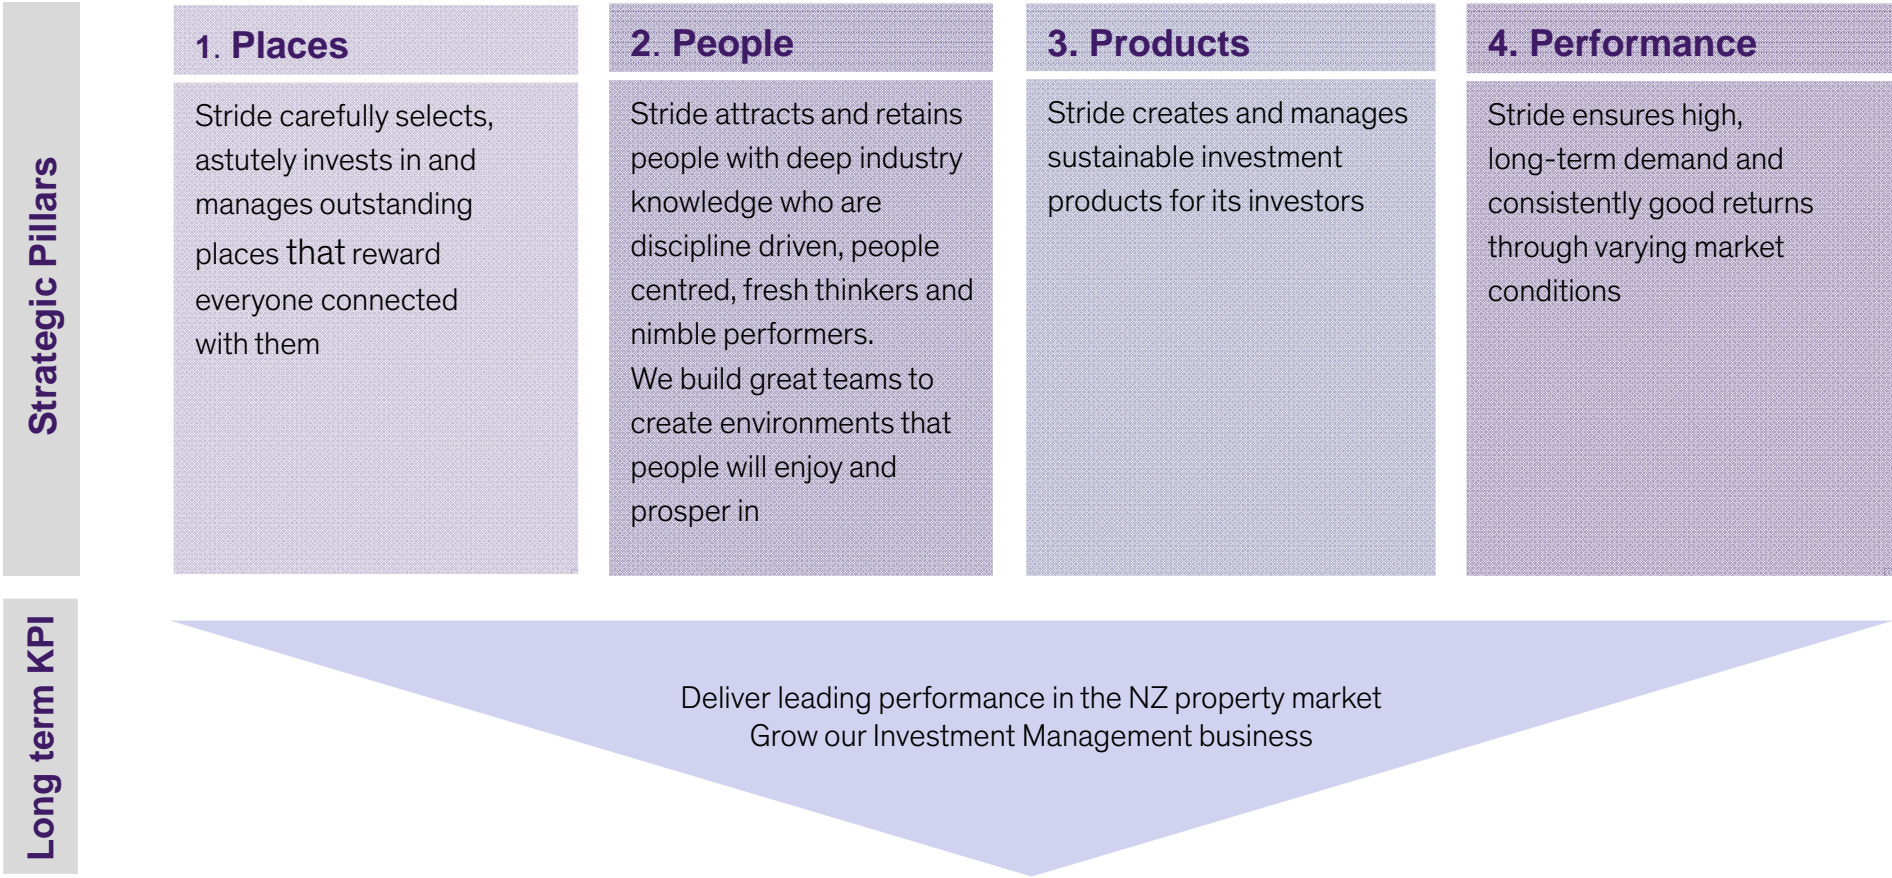 Strategic Pillars
1. Places
Stride carefully selects,
astutely invests in and
manages outstanding
places that reward
everyone connected
with them
2. People
Stride attracts and retains
people with deep industry
knowledge who are
discipline driven, people
centred, fresh thinkers and
nimble performers.
We build great teams to
create environments that
people will enjoy and
prosper in
3. Products
Stride creates and manages
sustainable investment
products for its investors
4. Performance
Stride ensures high,
long-term demand and
consistently good returns
through varying market
conditions
Long term KPI
Deliver leading performance in the NZ property market
Grow our Investment Management business